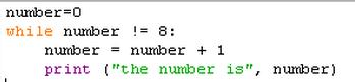 number=0
while number != 8:
    number = number + 1
    print ("the number is", number)